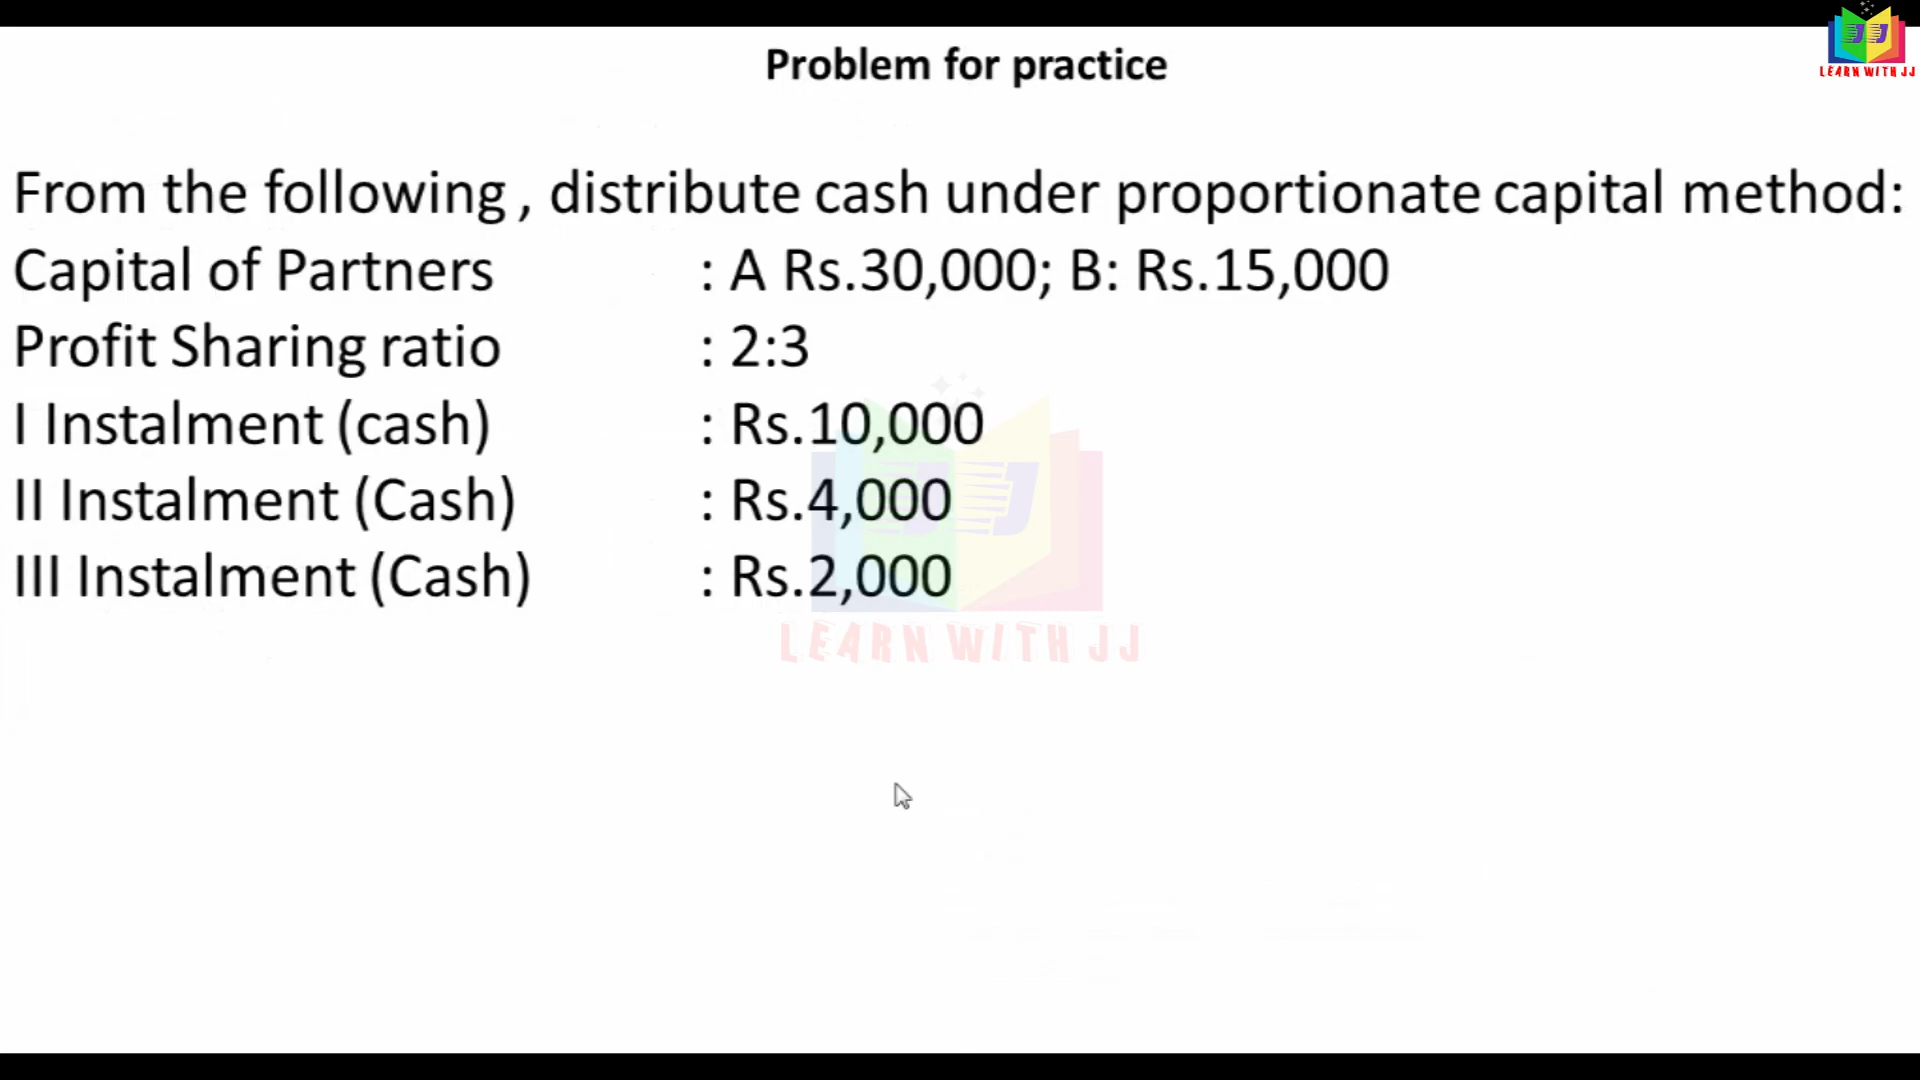 Problem for practice
LEARN WITH JJ
From the following , distribute cash under proportionate capital method:
Capital of Partners : A Rs.30,000; B: Rs.15,000
Profit Sharing ratio : 2:3
I Instalment (cash) : Rs.10,000
II Instalment (Cash) : Rs.4,000
III Instalment (Cash) : Rs.2,000
JJ
LEARN WITH JJ